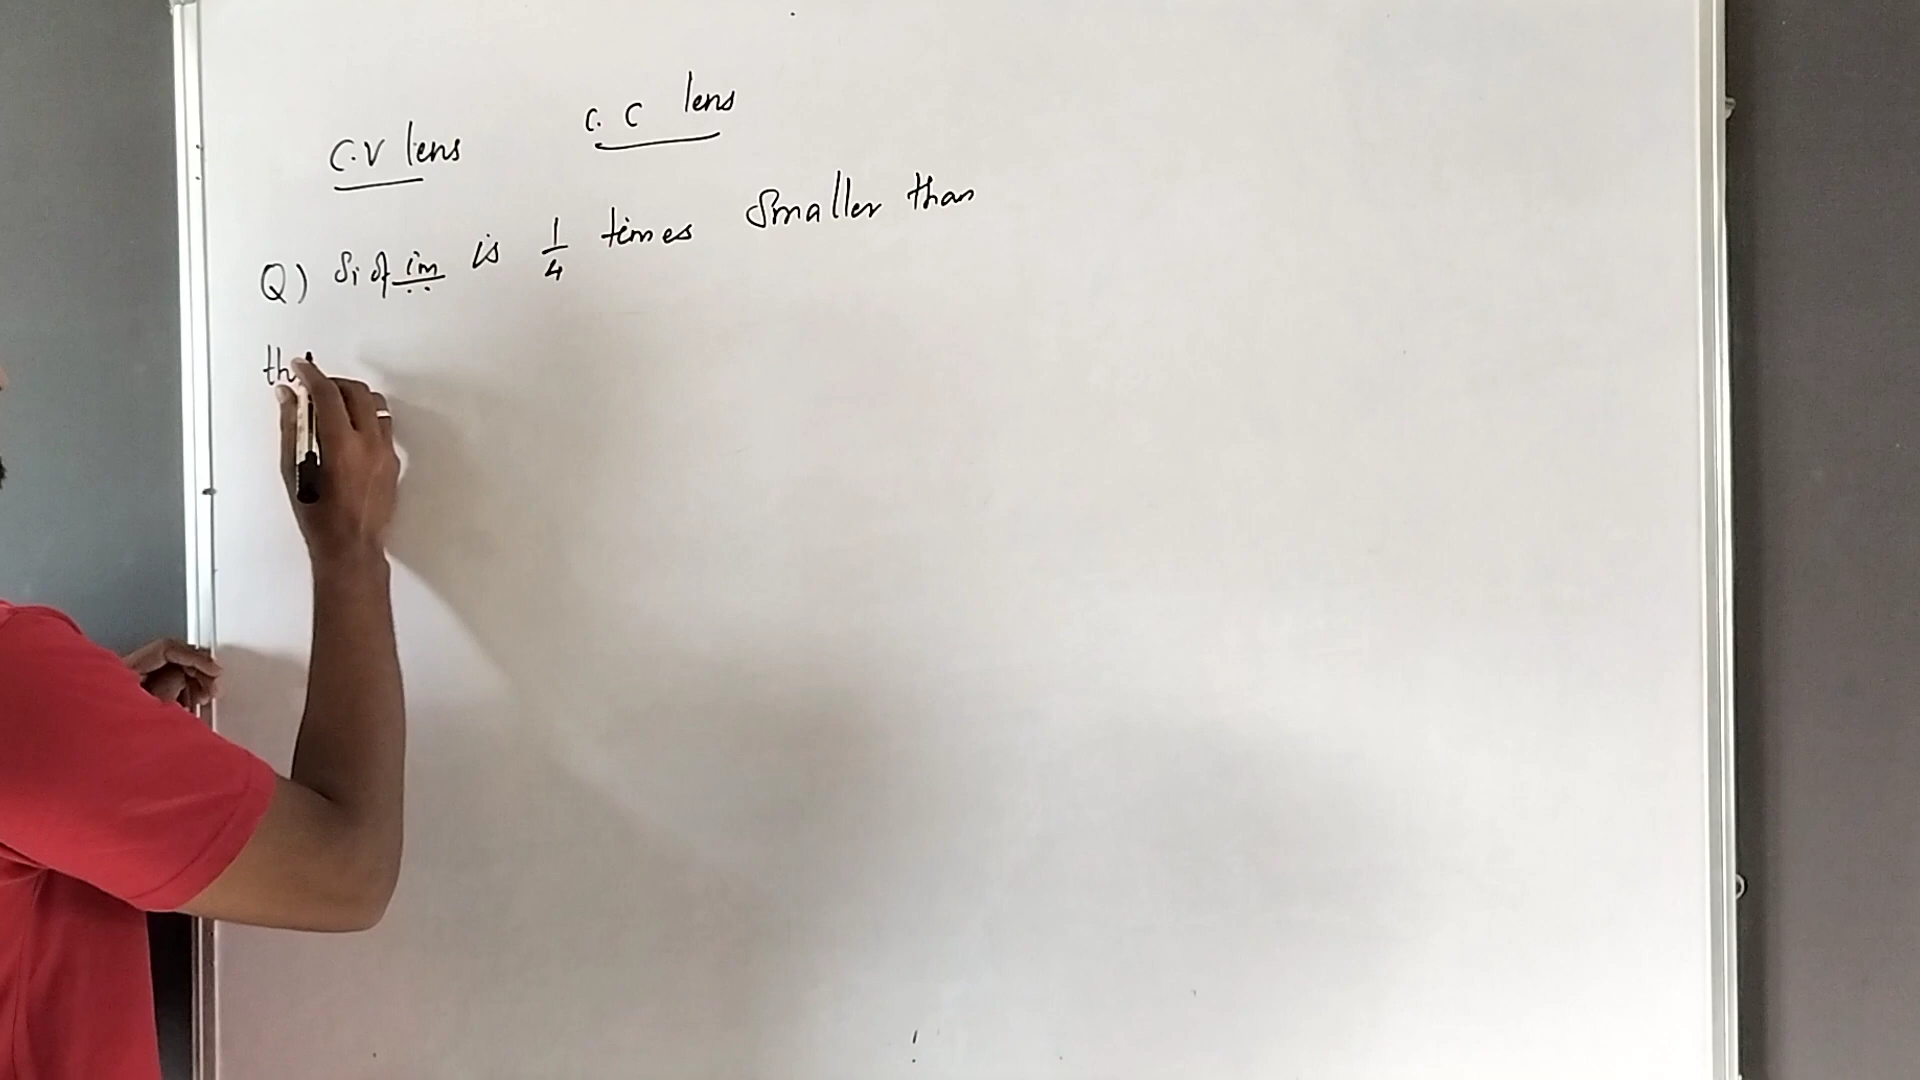 C.V lens C. C lens
Q) Si of im is 1/4 times smaller than
th